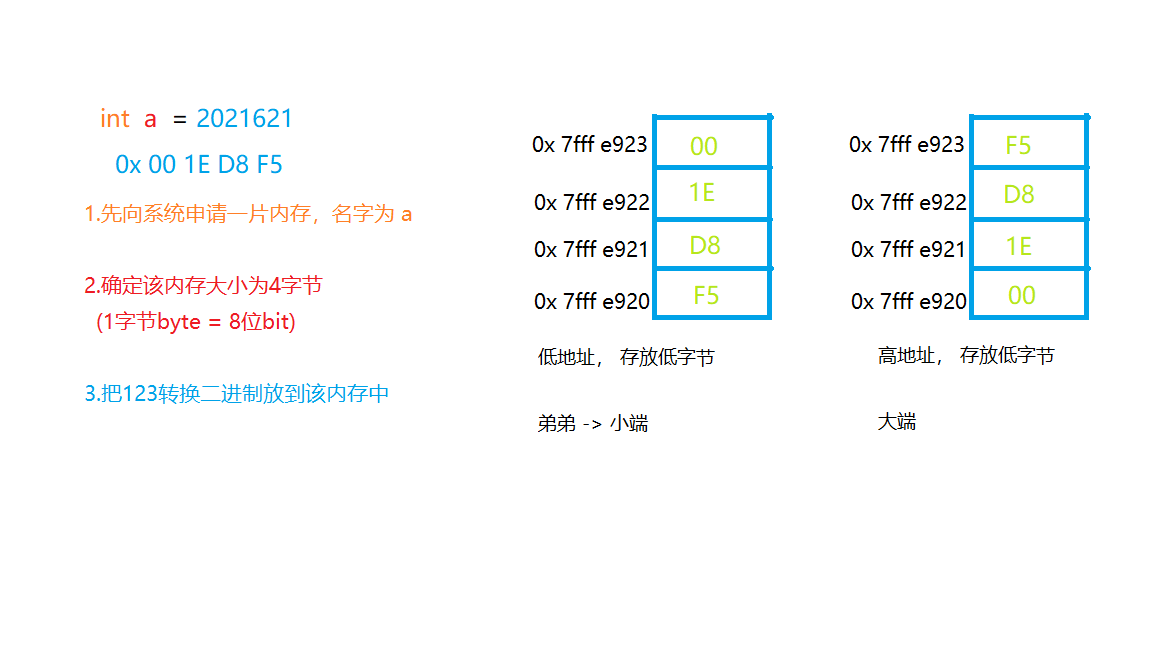 int a = 2021621
0x 00 1E D8 F5
1.先向系统申请一片内存，名字为 a
2.确定该内存大小为4字节
(1字节byte = 8位bit)
3.把123转换二进制放到该内存中
0x 7fff e923 00
0x 7fff e922 1E
0x 7fff e921 D8
0x 7fff e920 F5
低地址， 存放低字节
弟弟 -> 小端
0x 7fff e923 F5
0x 7fff e922 D8
0x 7fff e921 1E
0x 7fff e920 00
高地址， 存放低字节
大端